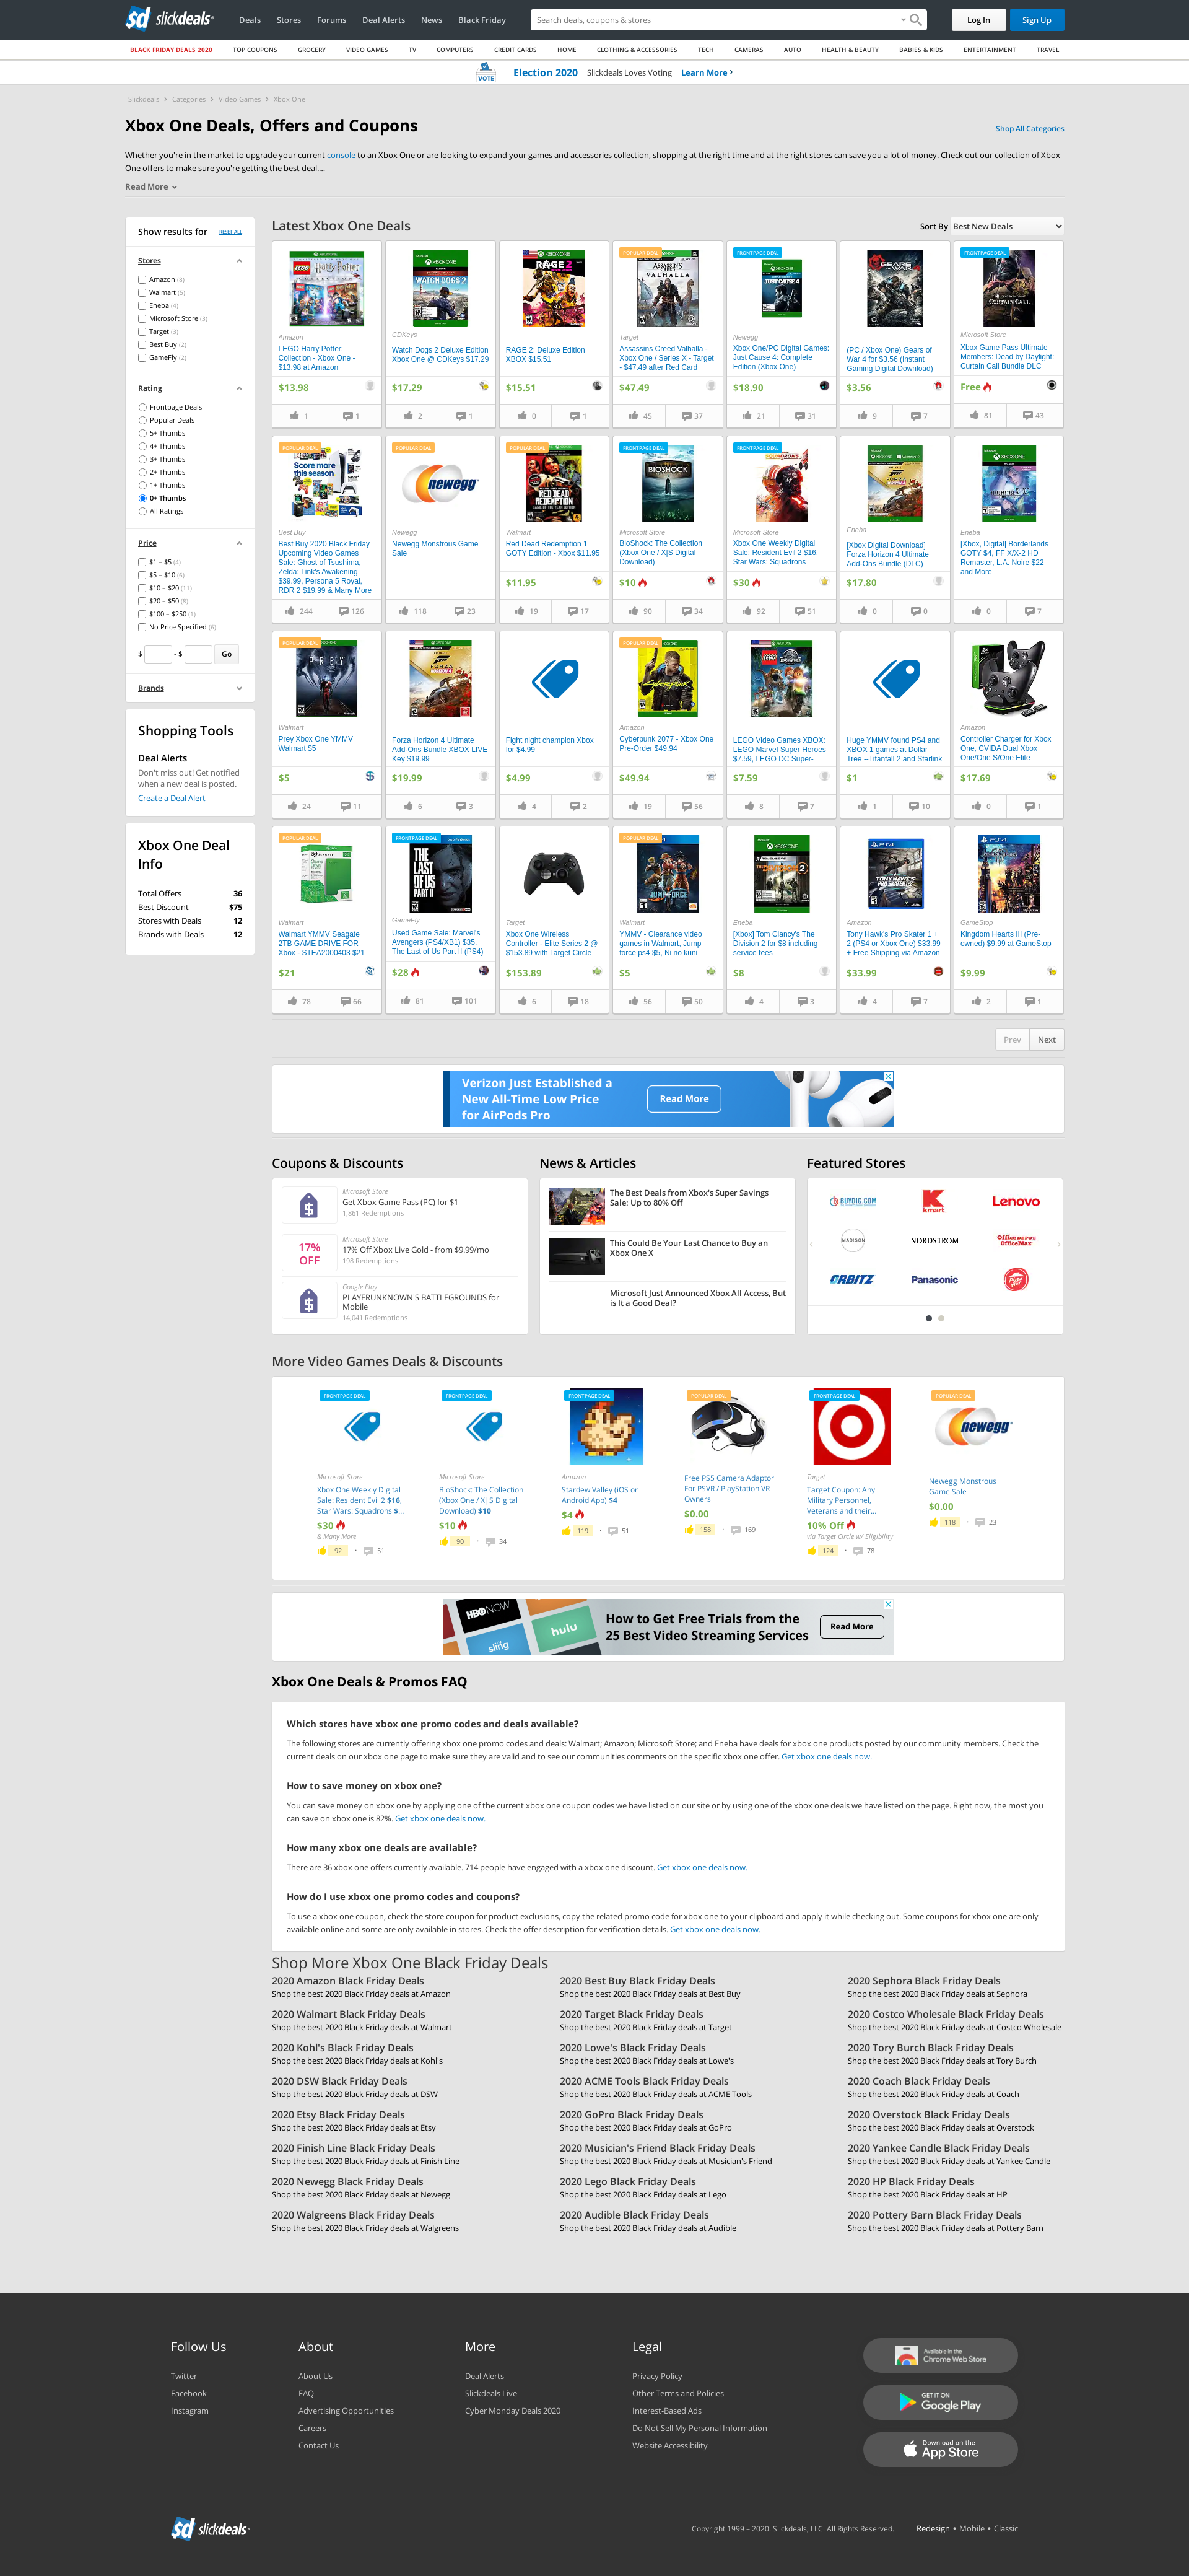 slickdeals
Deals Stores Forums Deal Alerts News Black Friday
Search deals, coupons & stores
Log In
Sign Up
BLACK FRIDAY DEALS 2020 TOP COUPONS GROCERY VIDEO GAMES TV COMPUTERS CREDIT CARDS HOME CLOTHING & ACCESSORIES TECH CAMERAS AUTO HEALTH & BEAUTY BABIES & KIDS ENTERTAINMENT TRAVEL
VOTE
Election 2020 Slickdeals Loves Voting Learn More
Slickdeals > Categories > Video Games > Xbox One
Xbox One Deals, Offers and Coupons
Shop All Categories
Whether you're in the market to upgrade your current console to an Xbox One or are looking to expand your games and accessories collection, shopping at the right time and at the right stores can save you a lot of money. Check out our collection of Xbox
One offers to make sure you're getting the best deal....
Read More
Show results for
RESET ALL
Stores
Amazon (8)
Walmart (5)
Eneba (4)
Microsoft Store (3)
Target (3)
Best Buy (2)
GameFly (2)
Rating
Frontpage Deals
Popular Deals
5+ Thumbs
4+ Thumbs
3+ Thumbs
2+ Thumbs
1+ Thumbs
0+ Thumbs
All Ratings
Price
$1 – $5 (4)
$5 – $10 (6)
$10 – $20 (11)
$20 – $50 (8)
$100 – $250 (1)
No Price Specified (6)
$ - $ Go
Brands
Shopping Tools
Deal Alerts
Don't miss out! Get notified
when a new deal is posted.
Create a Deal Alert
Xbox One Deal
Info
Total Offers 36
Best Discount $75
Stores with Deals 12
Brands with Deals 12
Latest Xbox One Deals
Sort By Best New Deals
Amazon
LEGO Harry Potter:
Collection - Xbox One -
$13.98 at Amazon
$13.98
1 1
CDKeys
Watch Dogs 2 Deluxe Edition
Xbox One @ CDKeys $17.29
$17.29
2 1
RAGE 2: Deluxe Edition
XBOX $15.51
$15.51
0 1
POPULAR DEAL
Target
Assassins Creed Valhalla -
Xbox One / Series X - Target
- $47.49 after Red Card
$47.49
45 37
FRONTPAGE DEAL
Newegg
Xbox One/PC Digital Games:
Just Cause 4: Complete
Edition (Xbox One)
$18.90
21 31
(PC / Xbox One) Gears of
War 4 for $3.56 (Instant
Gaming Digital Download)
$3.56
9 7
FRONTPAGE DEAL
Microsoft Store
Xbox Game Pass Ultimate
Members: Dead by Daylight:
Curtain Call Bundle DLC
Free
81 43
POPULAR DEAL
Score more
this season
Best Buy
Best Buy 2020 Black Friday
Upcoming Video Games
Sale: Ghost of Tsushima,
Zelda: Link's Awakening
$39.99, Persona 5 Royal,
RDR 2 $19.99 & Many More
244 126
POPULAR DEAL
newegg
Newegg
Newegg Monstrous Game
Sale
118 23
POPULAR DEAL
Walmart
Red Dead Redemption 1
GOTY Edition - Xbox $11.95
$11.95
19 17
FRONTPAGE DEAL
BIOSHOCK
Microsoft Store
BioShock: The Collection
(Xbox One / X|S Digital
Download)
$10
90 34
FRONTPAGE DEAL
Microsoft Store
Xbox One Weekly Digital
Sale: Resident Evil 2 $16,
Star Wars: Squadrons
$30
92 51
Eneba
[Xbox Digital Download]
Forza Horizon 4 Ultimate
Add-Ons Bundle (DLC)
$17.80
0 0
Eneba
[Xbox, Digital] Borderlands
GOTY $4, FF X/X-2 HD
Remaster, L.A. Noire $22
and More
0 7
POPULAR DEAL
PREY
Walmart
Prey Xbox One YMMV
Walmart $5
$5
24 11
Forza Horizon 4 Ultimate
Add-Ons Bundle XBOX LIVE
Key $19.99
$19.99
6 3
Fight night champion Xbox
for $4.99
$4.99
4 2
POPULAR DEAL
Amazon
Cyberpunk 2077 - Xbox One
Pre-Order $49.94
$49.94
19 56
LEGO Video Games XBOX:
LEGO Marvel Super Heroes
$7.59, LEGO DC Super-
$7.59
8 7
Huge YMMV found PS4 and
XBOX 1 games at Dollar
Tree --Titanfall 2 and Starlink
$1
1 10
Amazon
Controller Charger for Xbox
One, CVIDA Dual Xbox
One/One S/One Elite
$17.69
0 1
POPULAR DEAL
Walmart
Walmart YMMV Seagate
2TB GAME DRIVE FOR
Xbox - STEA2000403 $21
$21
78 66
FRONTPAGE DEAL
THE
LAST
OF US
PART II
GameFly
Used Game Sale: Marvel's
Avengers (PS4/XB1) $35,
The Last of Us Part II (PS4)
$28
81 101
Target
Xbox One Wireless
Controller - Elite Series 2 @
$153.89 with Target Circle
$153.89
6 18
POPULAR DEAL
JUMP FORCE
Walmart
YMMV - Clearance video
games in Walmart, Jump
force ps4 $5, Ni no kuni
$5
56 50
Eneba
[Xbox] Tom Clancy's The
Division 2 for $8 including
service fees
$8
4 3
Amazon
Tony Hawk's Pro Skater 1 +
2 (PS4 or Xbox One) $33.99
+ Free Shipping via Amazon
$33.99
4 7
GameStop
Kingdom Hearts III (Pre-
owned) $9.99 at GameStop
$9.99
2 1
Prev Next
Verizon Just Established a
New All-Time Low Price
for AirPods Pro
Read More
Coupons & Discounts
Microsoft Store
Get Xbox Game Pass (PC) for $1
1,861 Redemptions
17%
OFF
Microsoft Store
17% Off Xbox Live Gold - from $9.99/mo
198 Redemptions
Google Play
PLAYERUNKNOWN'S BATTLEGROUNDS for
Mobile
14,041 Redemptions
News & Articles
The Best Deals from Xbox's Super Savings
Sale: Up to 80% Off
This Could Be Your Last Chance to Buy an
Xbox One X
Microsoft Just Announced Xbox All Access, But
is It a Good Deal?
Featured Stores
BUYDIG.COM kmart Lenovo
MADISON NORDSTROM Office DEPOT OfficeMax
ORBITZ Panasonic
More Video Games Deals & Discounts
FRONTPAGE DEAL
Microsoft Store
Xbox One Weekly Digital
Sale: Resident Evil 2 $16,
Star Wars: Squadrons $...
$30
& Many More
92 51
FRONTPAGE DEAL
Microsoft Store
BioShock: The Collection
(Xbox One / X|S Digital
Download) $10
$10
90 34
FRONTPAGE DEAL
Amazon
Stardew Valley (iOS or
Android App) $4
$4
119 51
POPULAR DEAL
Free PS5 Camera Adaptor
For PSVR / PlayStation VR
Owners
$0.00
158 169
FRONTPAGE DEAL
Target
Target Coupon: Any
Military Personnel,
Veterans and their...
10% Off
via Target Circle w/ Eligibility
124 78
POPULAR DEAL
newegg
Newegg Monstrous
Game Sale
$0.00
118 23
HBO NOW
hulu
sling
How to Get Free Trials from the
25 Best Video Streaming Services
Read More
Xbox One Deals & Promos FAQ
Which stores have xbox one promo codes and deals available?
The following stores are currently offering xbox one promo codes and deals: Walmart; Amazon; Microsoft Store; and Eneba have deals for xbox one products posted by our community members. Check the
current deals on our xbox one page to make sure they are valid and to see our communities comments on the specific xbox one offer. Get xbox one deals now.
How to save money on xbox one?
You can save money on xbox one by applying one of the current xbox one coupon codes we have listed on our site or by using one of the xbox one deals we have listed on the page. Right now, the most you
can save on xbox one is 82%. Get xbox one deals now.
How many xbox one deals are available?
There are 36 xbox one offers currently available. 714 people have engaged with a xbox one discount. Get xbox one deals now.
How do I use xbox one promo codes and coupons?
To use a xbox one coupon, check the store coupon for product exclusions, copy the related promo code for xbox one to your clipboard and apply it while checking out. Some coupons for xbox one are only
available online and some are only available in stores. Check the offer description for verification details. Get xbox one deals now.
Shop More Xbox One Black Friday Deals
2020 Amazon Black Friday Deals
Shop the best 2020 Black Friday deals at Amazon
2020 Best Buy Black Friday Deals
Shop the best 2020 Black Friday deals at Best Buy
2020 Sephora Black Friday Deals
Shop the best 2020 Black Friday deals at Sephora
2020 Walmart Black Friday Deals
Shop the best 2020 Black Friday deals at Walmart
2020 Target Black Friday Deals
Shop the best 2020 Black Friday deals at Target
2020 Costco Wholesale Black Friday Deals
Shop the best 2020 Black Friday deals at Costco Wholesale
2020 Kohl's Black Friday Deals
Shop the best 2020 Black Friday deals at Kohl's
2020 Lowe's Black Friday Deals
Shop the best 2020 Black Friday deals at Lowe's
2020 Tory Burch Black Friday Deals
Shop the best 2020 Black Friday deals at Tory Burch
2020 DSW Black Friday Deals
Shop the best 2020 Black Friday deals at DSW
2020 ACME Tools Black Friday Deals
Shop the best 2020 Black Friday deals at ACME Tools
2020 Coach Black Friday Deals
Shop the best 2020 Black Friday deals at Coach
2020 Etsy Black Friday Deals
Shop the best 2020 Black Friday deals at Etsy
2020 GoPro Black Friday Deals
Shop the best 2020 Black Friday deals at GoPro
2020 Overstock Black Friday Deals
Shop the best 2020 Black Friday deals at Overstock
2020 Finish Line Black Friday Deals
Shop the best 2020 Black Friday deals at Finish Line
2020 Musician's Friend Black Friday Deals
Shop the best 2020 Black Friday deals at Musician's Friend
2020 Yankee Candle Black Friday Deals
Shop the best 2020 Black Friday deals at Yankee Candle
2020 Newegg Black Friday Deals
Shop the best 2020 Black Friday deals at Newegg
2020 Lego Black Friday Deals
Shop the best 2020 Black Friday deals at Lego
2020 HP Black Friday Deals
Shop the best 2020 Black Friday deals at HP
2020 Walgreens Black Friday Deals
Shop the best 2020 Black Friday deals at Walgreens
2020 Audible Black Friday Deals
Shop the best 2020 Black Friday deals at Audible
2020 Pottery Barn Black Friday Deals
Shop the best 2020 Black Friday deals at Pottery Barn
Follow Us
Twitter
Facebook
Instagram
About
About Us
FAQ
Advertising Opportunities
Careers
Contact Us
More
Deal Alerts
Slickdeals Live
Cyber Monday Deals 2020
Legal
Privacy Policy
Other Terms and Policies
Interest-Based Ads
Do Not Sell My Personal Information
Website Accessibility
Available in the
Chrome Web Store
GET IT ON
Google Play
Download on the
App Store
slickdeals
Copyright 1999 – 2020. Slickdeals, LLC. All Rights Reserved. Redesign • Mobile • Classic